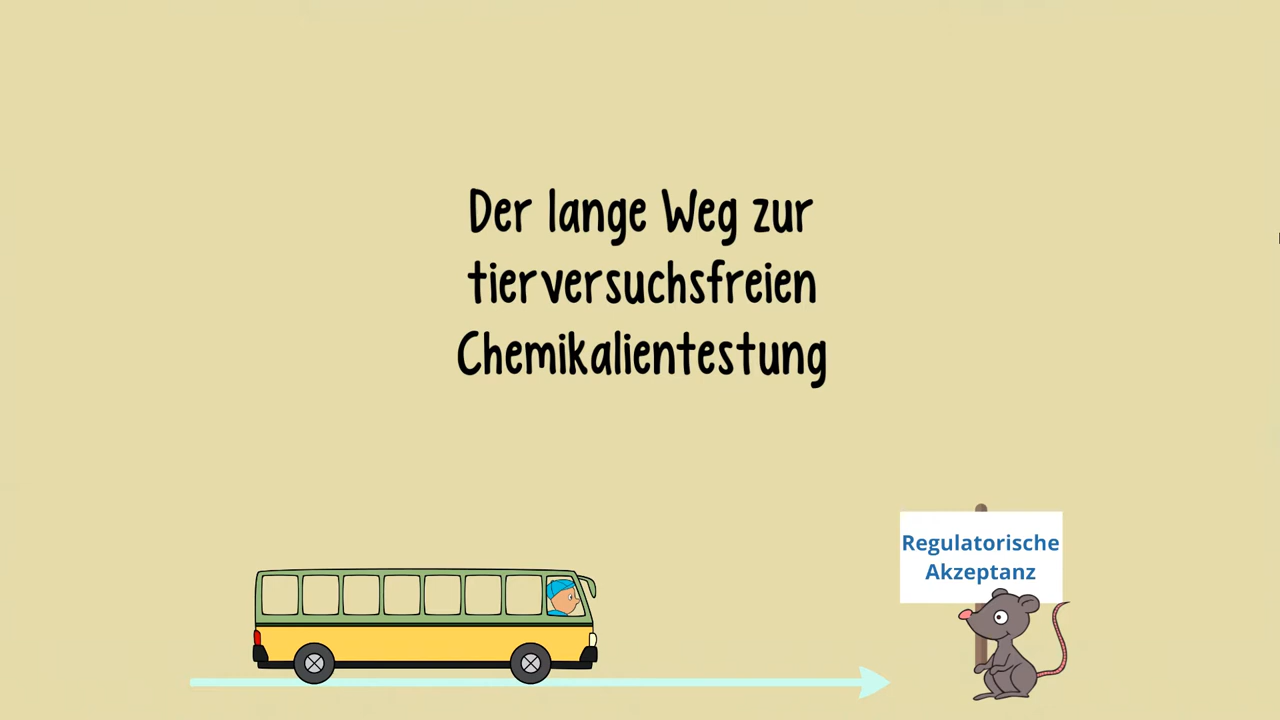 Der lange Weg zur
tierversuchsfreien
Chemikalientestung
Regulatorische
Akzeptanz